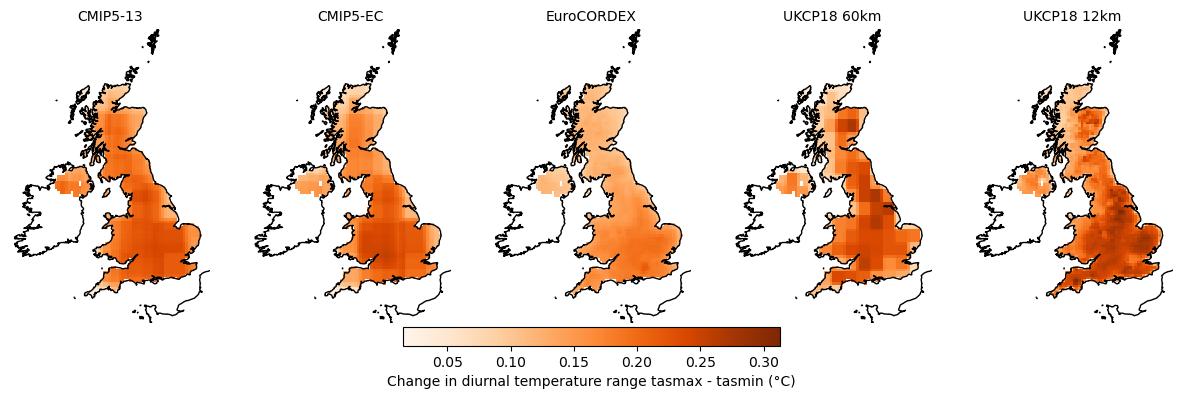 CMIP5-13 CMIP5-EC EuroCORDEX UKCP18 60km UKCP18 12km
0.05 0.10 0.15 0.20 0.25 0.30
Change in diurnal temperature range tasmax - tasmin (°C)